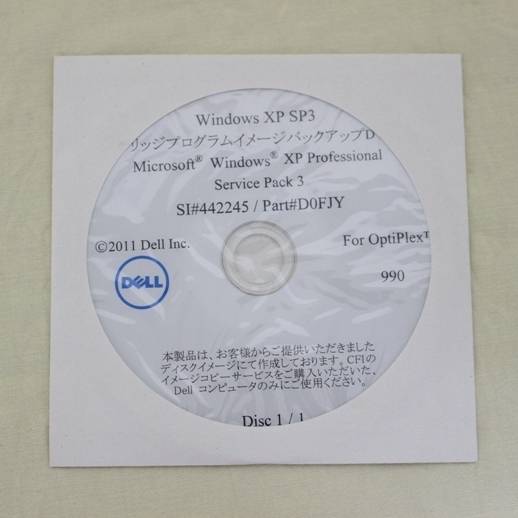 Windows XP SP3
リッジプログラムイメージバックアップD
Microsoft® Windows® XP Professional
Service Pack 3
SI#442245 / Part#D0FJY
©2011 Dell Inc.
For OptiPlex™
DELL
990
本製品は、お客様からご提供いただきました
ディスクイメージにて作成しております。CFIの
イメージコピーサービスをご購入いただいた、
Dell コンピュータのみにご使用ください。
Disc 1 / 1